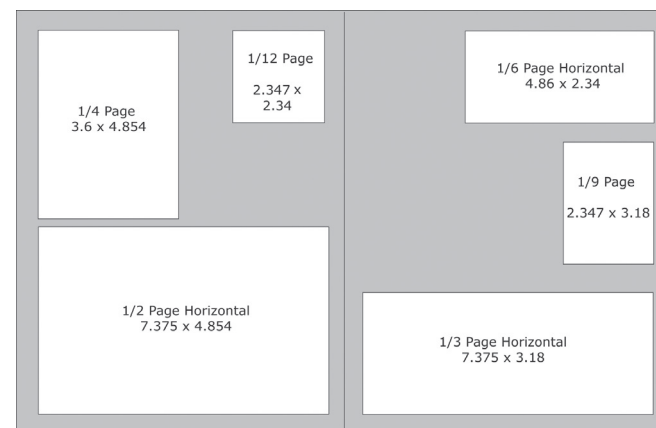 1/4 Page
3.6 x 4.854
1/12 Page
2.347 x
2.34
1/2 Page Horizontal
7.375 x 4.854
1/6 Page Horizontal
4.86 x 2.34
1/9 Page
2.347 x 3.18
1/3 Page Horizontal
7.375 x 3.18